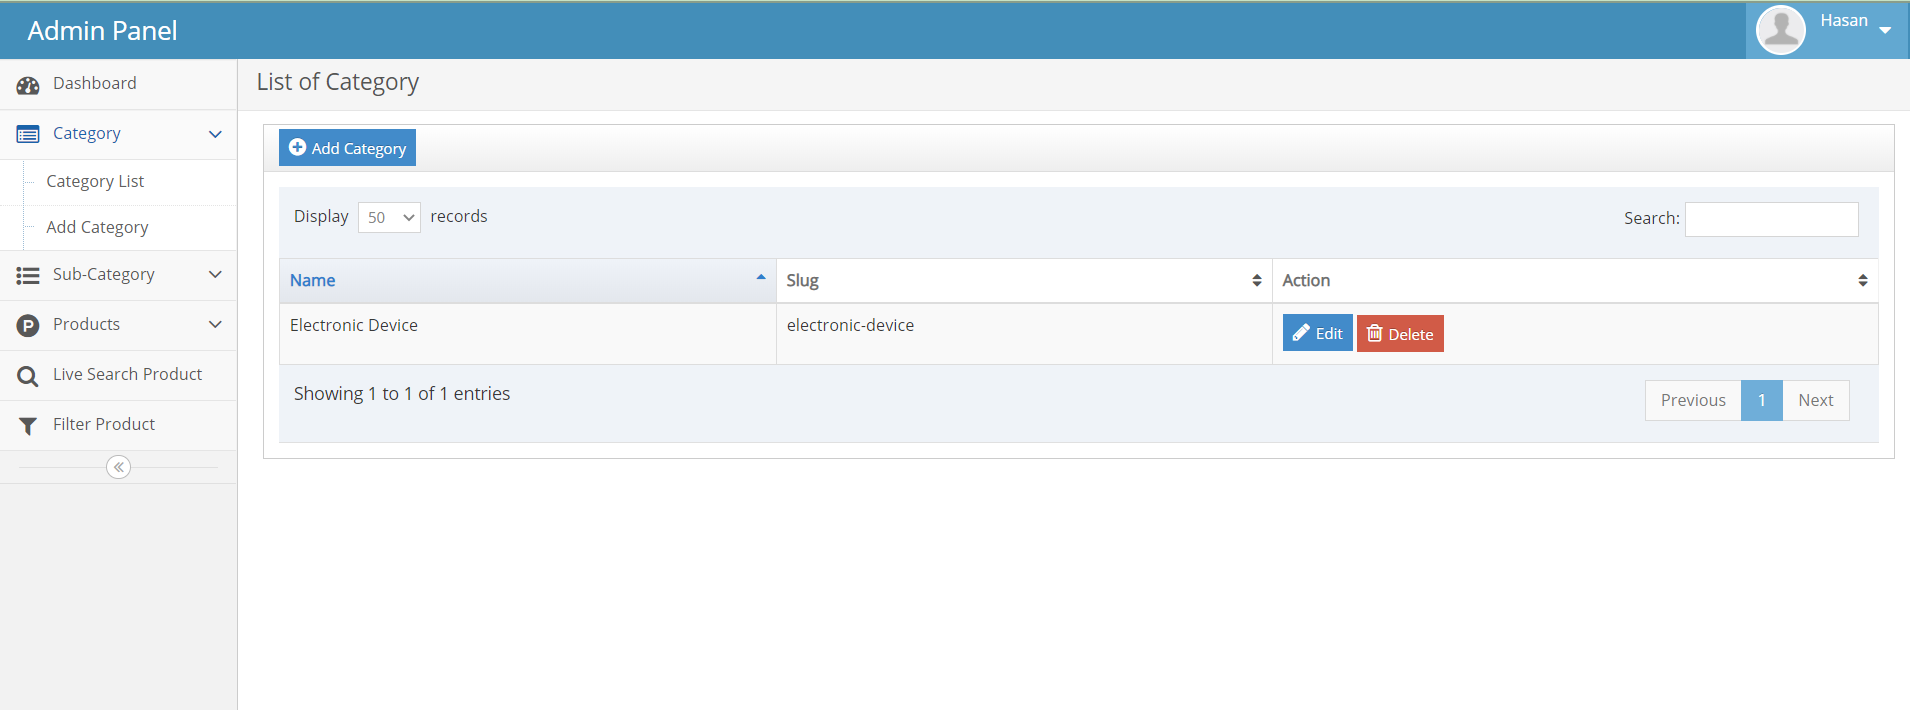 Admin Panel
Hasan
Dashboard
Category
Category List
Add Category
Sub-Category
Products
Live Search Product
Filter Product
List of Category
Add Category
Display 50 records
Search:
Name Slug Action
Electronic Device electronic-device Edit Delete
Showing 1 to 1 of 1 entries
Previous 1 Next